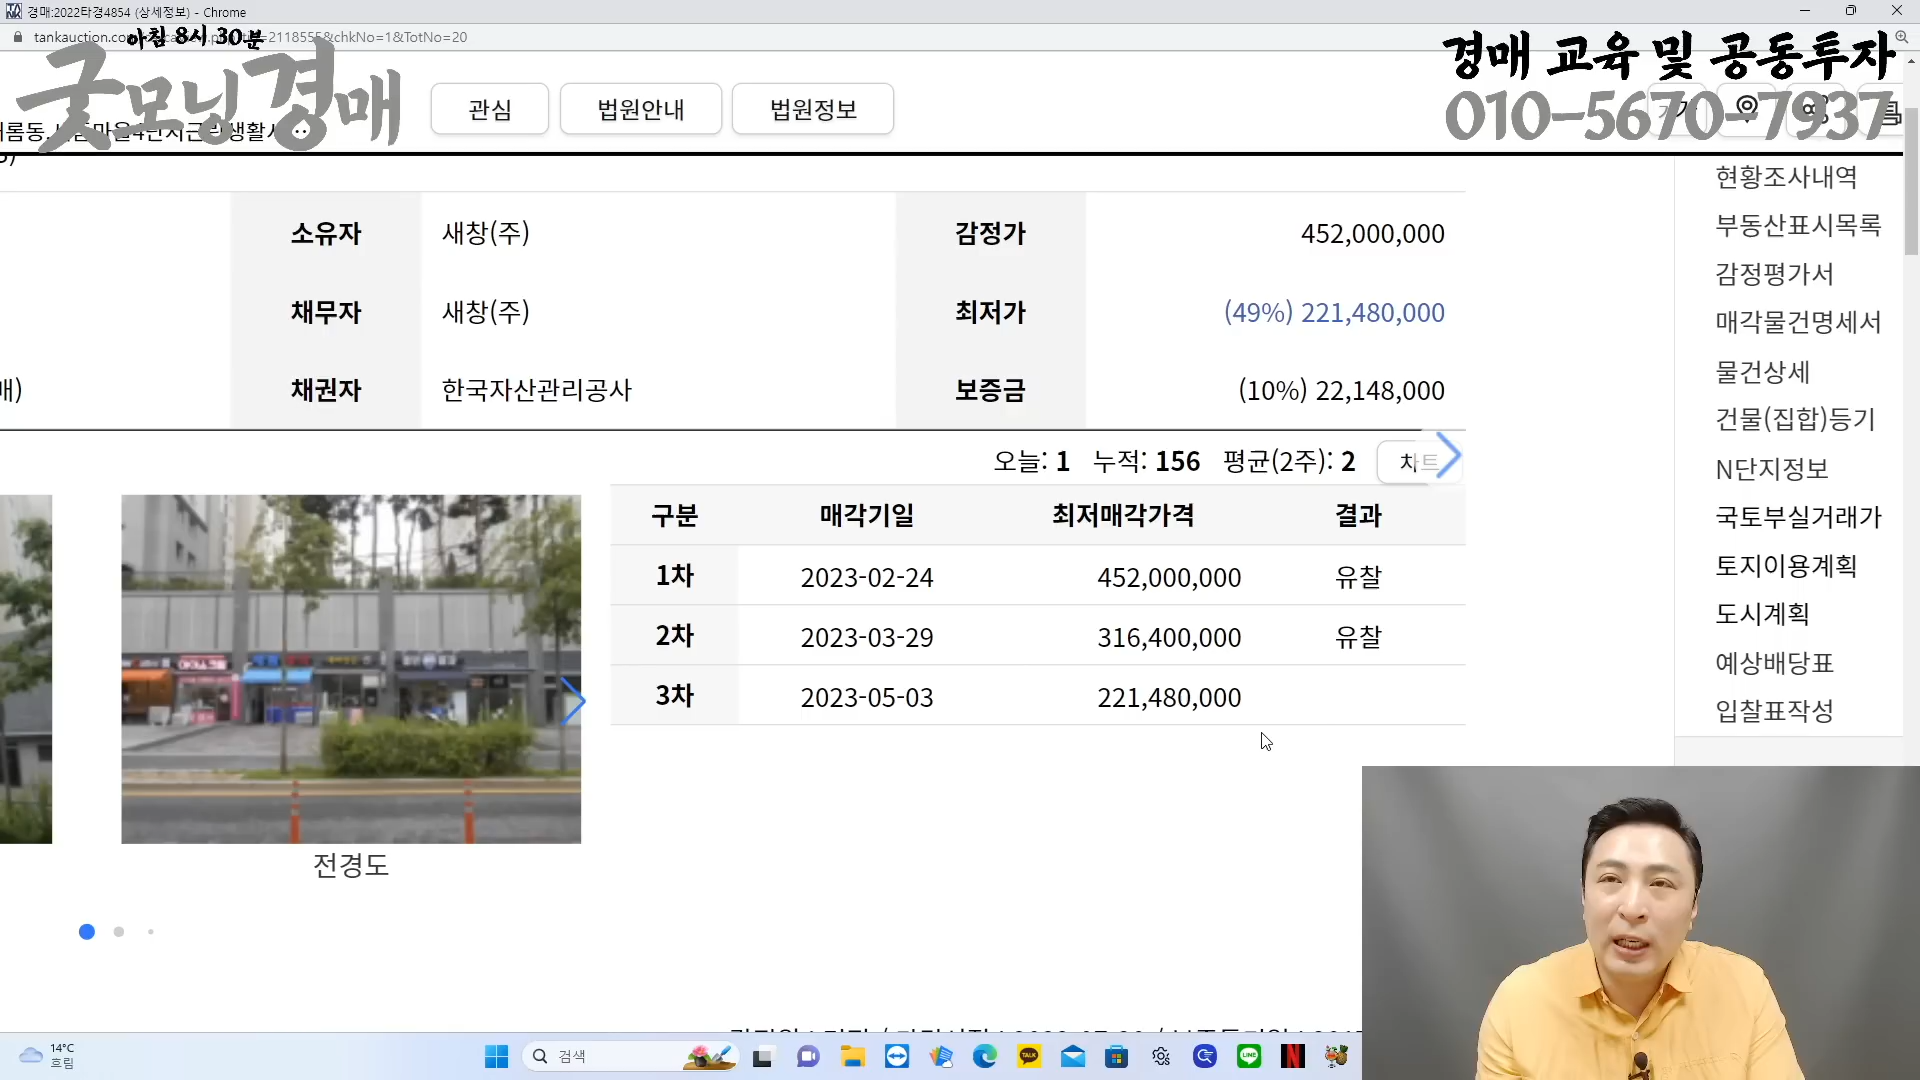 경매:2022타경4854 (상세정보) - Chrome
아침 8시 30분
굿모닝경매
경매 교육 및 공동투자
010-5670-7937
관심
법원안내
법원정보
소유자 새창(주) 감정가 452,000,000
채무자 새창(주) 최저가 (49%) 221,480,000
채권자 한국자산관리공사 보증금 (10%) 22,148,000
오늘: 1 누적: 156 평균(2주): 2 차트
구분 매각기일 최저매각가격 결과
1차 2023-02-24 452,000,000 유찰
2차 2023-03-29 316,400,000 유찰
3차 2023-05-03 221,480,000
전경도
현황조사내역
부동산표시목록
감정평가서
매각물건명세서
물건상세
건물(집합)등기
N단지정보
국토부실거래가
토지이용계획
도시계획
예상배당표
입찰표작성
14°C
흐림
검색
TALK
LINE